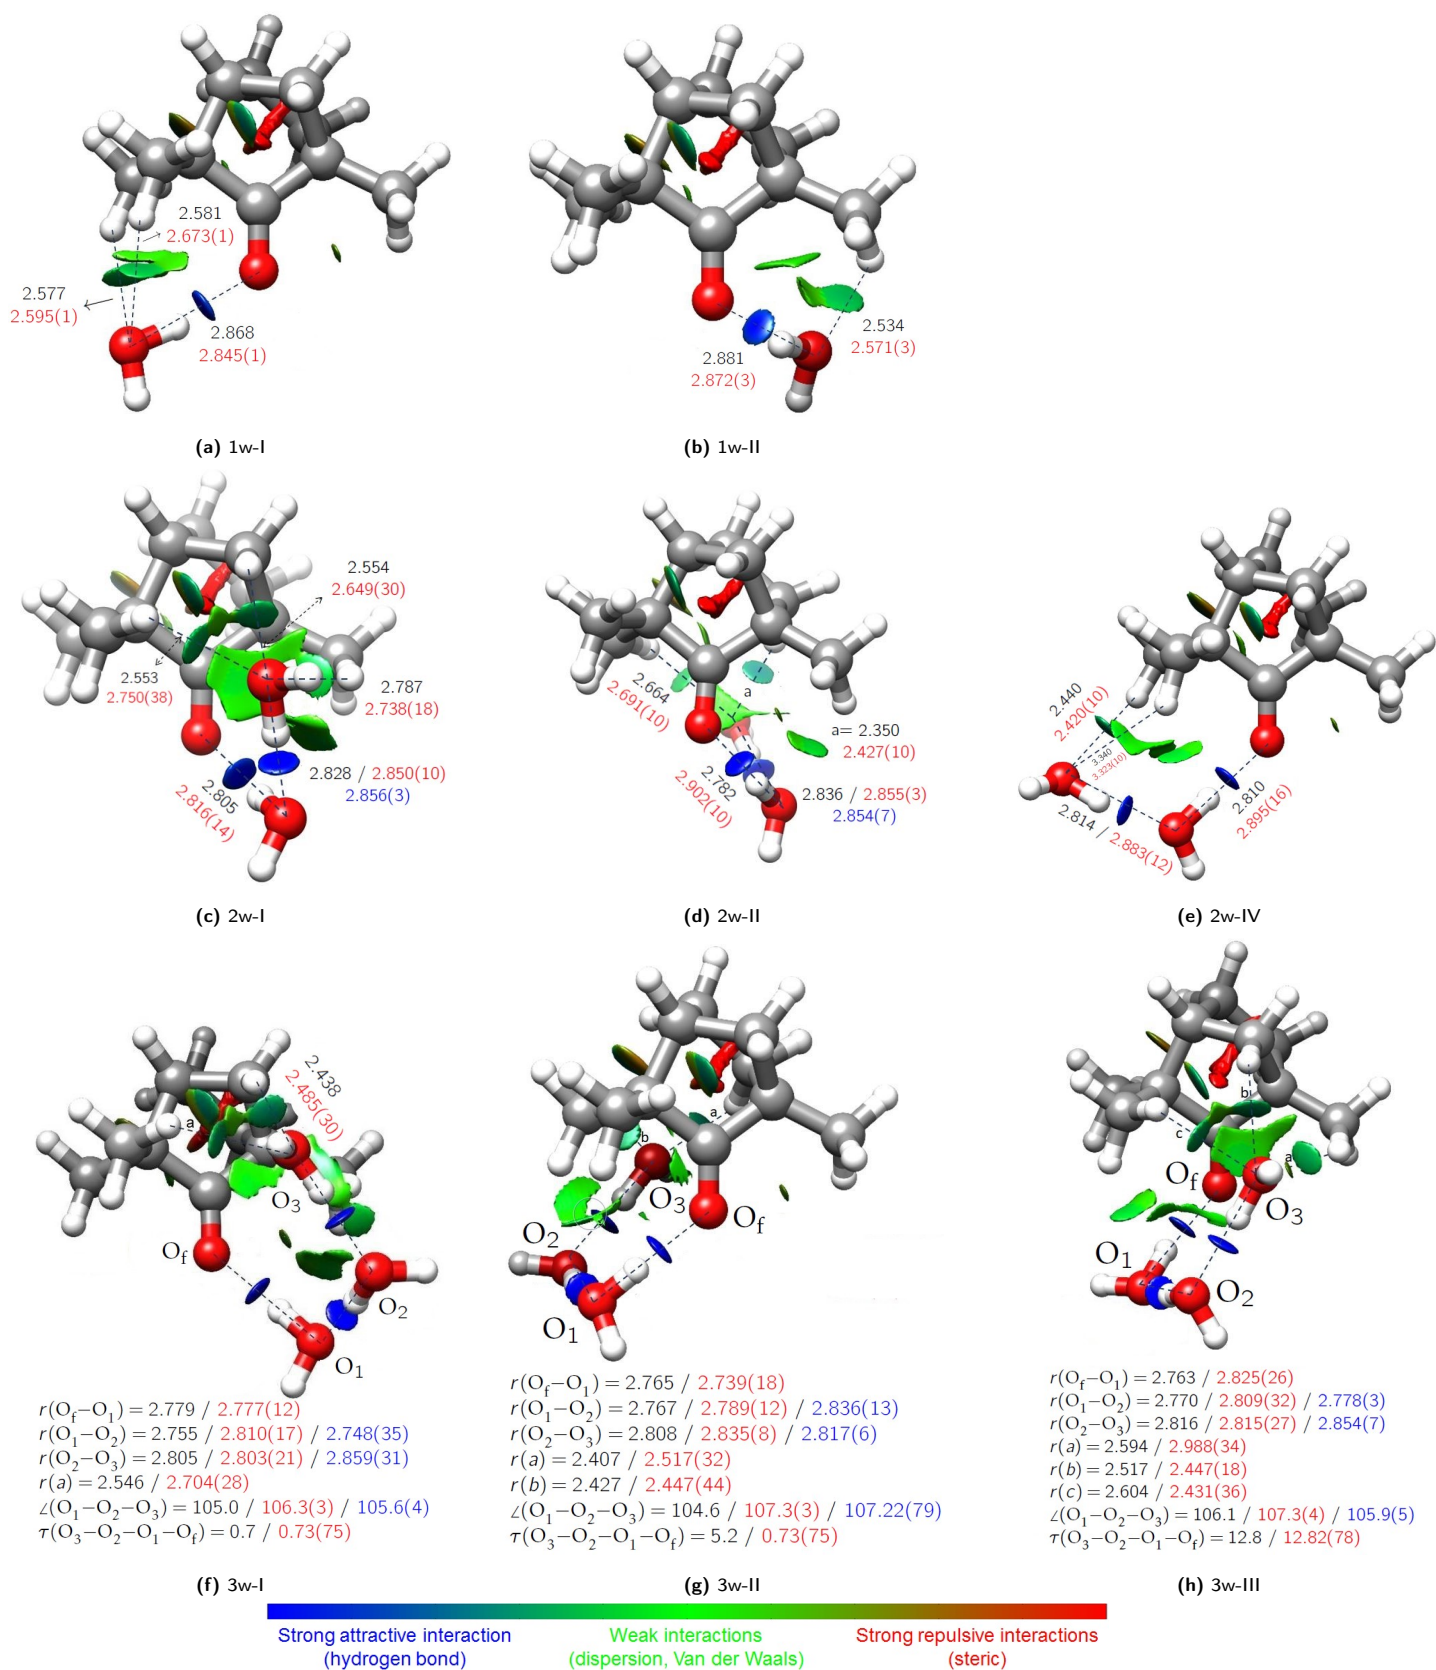 2.581
2.673(1)
2.577
2.595(1)
2.868
2.845(1)
2.534
2.571(3)
2.881
2.872(3)
(a) 1w-I
(b) 1w-II
2.554
2.649(30)
2.553
2.750(38)
2.787
2.738(18)
2.828 / 2.850(10)
2.856(3)
2.805
2.816(14)
2.664
2.691(10)
a
a= 2.350
2.427(10)
2.782
2.902(10)
2.836 / 2.855(3)
2.854(7)
2.440
2.420(10)
3.340
3.323(10)
2.810
2.895(16)
2.814 / 2.883(12)
(c) 2w-I
(d) 2w-II
(e) 2w-IV
2.438
2.485(30)
a
O₃
O_f
O₂
O₁
a
b
O₃
O_f
O₂
O₁
b
c
a
O_f
O₃
O₁
O₂
r(O_f−O₁) = 2.779 / 2.777(12)
r(O₁−O₂) = 2.755 / 2.810(17) / 2.748(35)
r(O₂−O₃) = 2.805 / 2.803(21) / 2.859(31)
r(a) = 2.546 / 2.704(28)
∠(O₁−O₂−O₃) = 105.0 / 106.3(3) / 105.6(4)
τ(O₃−O₂−O₁−O_f) = 0.7 / 0.73(75)
r(O_f−O₁) = 2.765 / 2.739(18)
r(O₁−O₂) = 2.767 / 2.789(12) / 2.836(13)
r(O₂−O₃) = 2.808 / 2.835(8) / 2.817(6)
r(a) = 2.407 / 2.517(32)
r(b) = 2.427 / 2.447(44)
∠(O₁−O₂−O₃) = 104.6 / 107.3(3) / 107.22(79)
τ(O₃−O₂−O₁−O_f) = 5.2 / 0.73(75)
r(O_f−O₁) = 2.763 / 2.825(26)
r(O₁−O₂) = 2.770 / 2.809(32) / 2.778(3)
r(O₂−O₃) = 2.816 / 2.815(27) / 2.854(7)
r(a) = 2.594 / 2.988(34)
r(b) = 2.517 / 2.447(18)
r(c) = 2.604 / 2.431(36)
∠(O₁−O₂−O₃) = 106.1 / 107.3(4) / 105.9(5)
τ(O₃−O₂−O₁−O_f) = 12.8 / 12.82(78)
(f) 3w-I
(g) 3w-II
(h) 3w-III
Strong attractive interaction
(hydrogen bond)
Weak interactions
(dispersion, Van der Waals)
Strong repulsive interactions
(steric)